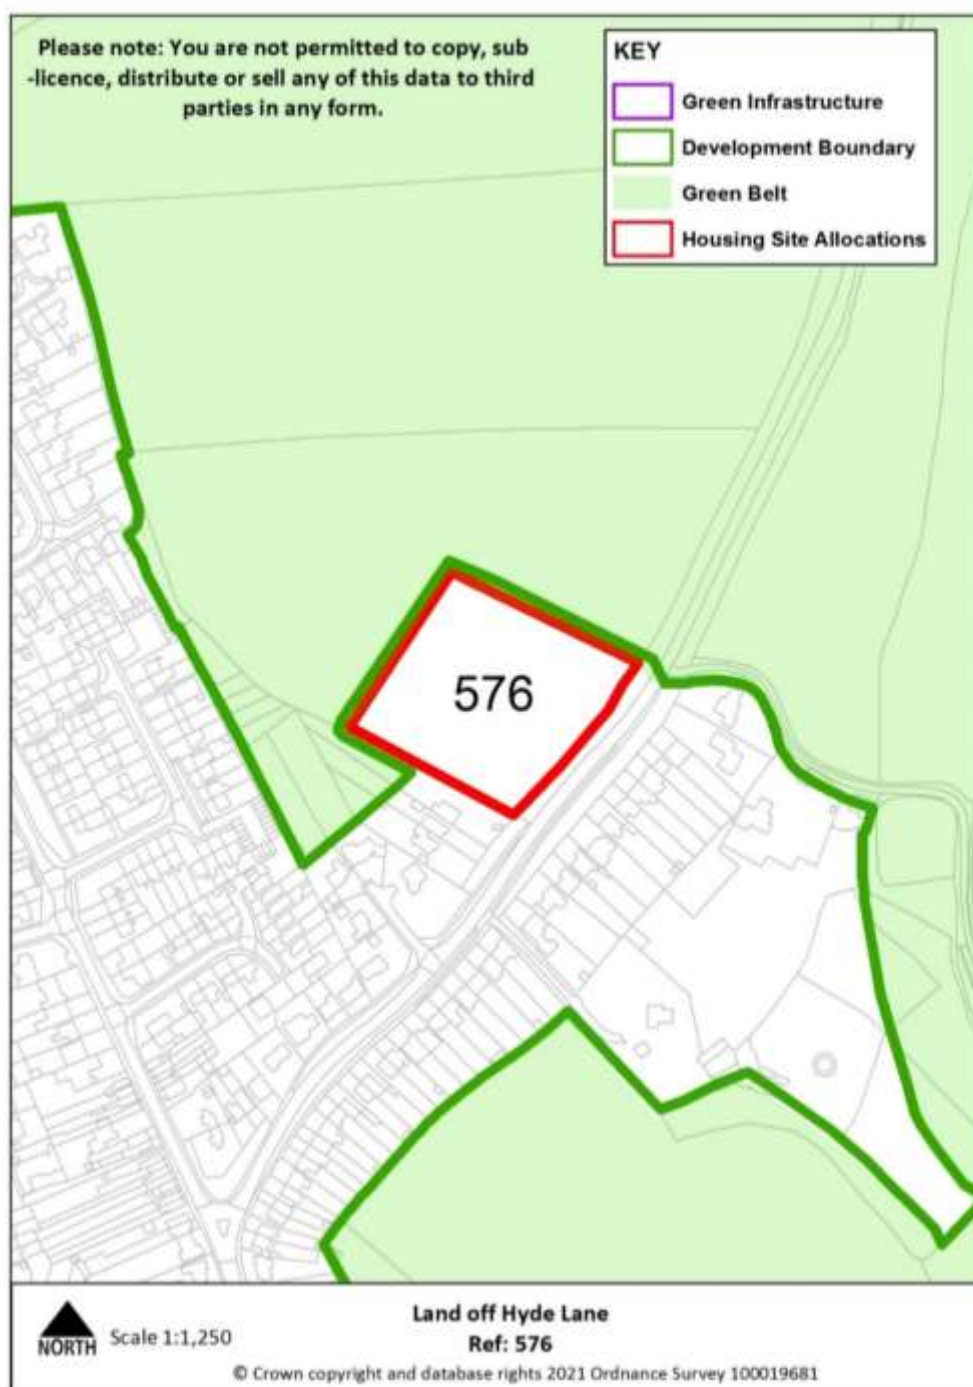 Please note: You are not permitted to copy, sub
-licence, distribute or sell any of this data to third
parties in any form.
KEY
Green Infrastructure
Development Boundary
Green Belt
Housing Site Allocations
576
NORTH
Scale 1:1,250
Land off Hyde Lane
Ref: 576
© Crown copyright and database rights 2021 Ordnance Survey 100019681